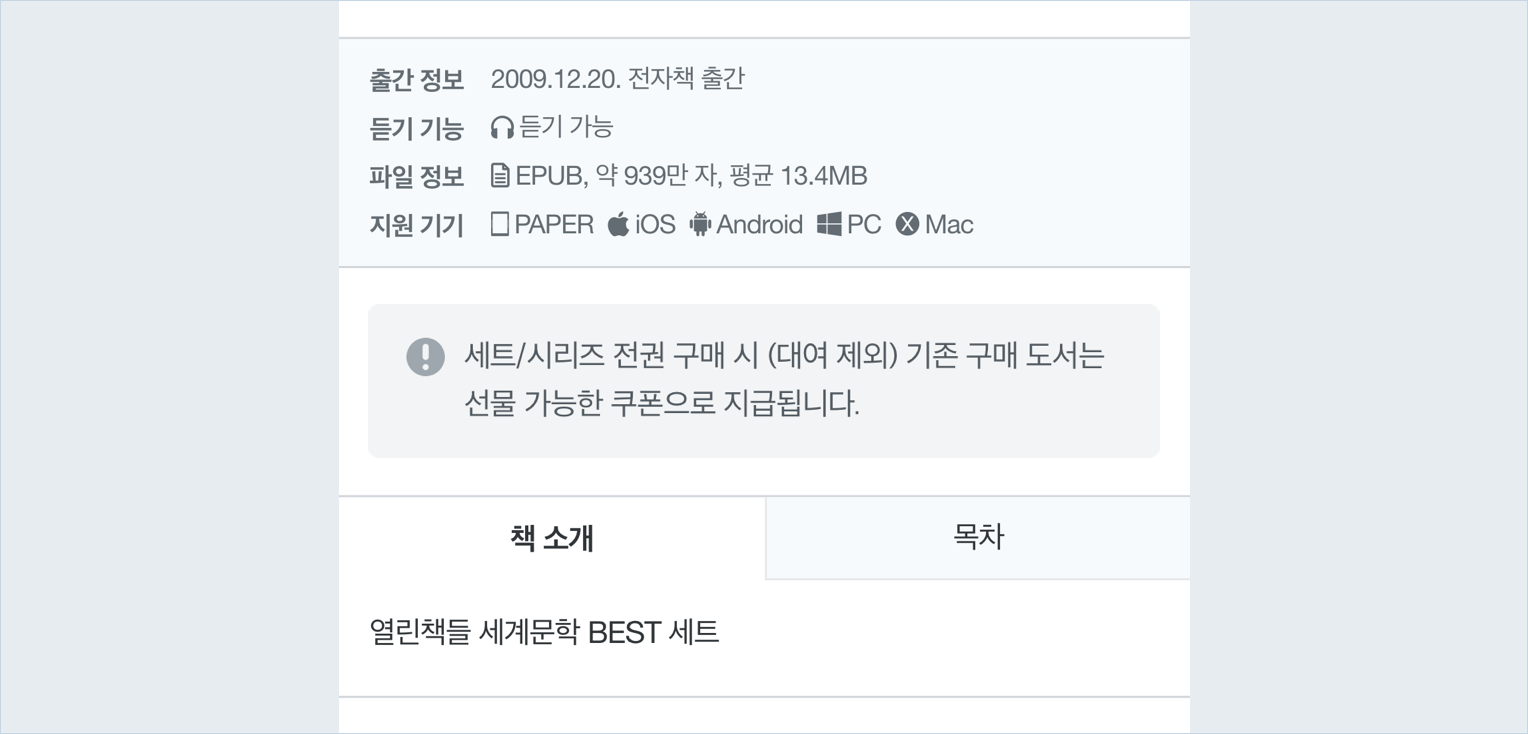 출간 정보 2009.12.20. 전자책 출간
듣기 기능 듣기 가능
파일 정보 EPUB, 약 939만 자, 평균 13.4MB
지원 기기 PAPER iOS Android PC Mac
세트/시리즈 전권 구매 시 (대여 제외) 기존 구매 도서는
선물 가능한 쿠폰으로 지급됩니다.
책 소개 목차
열린책들 세계문학 BEST 세트